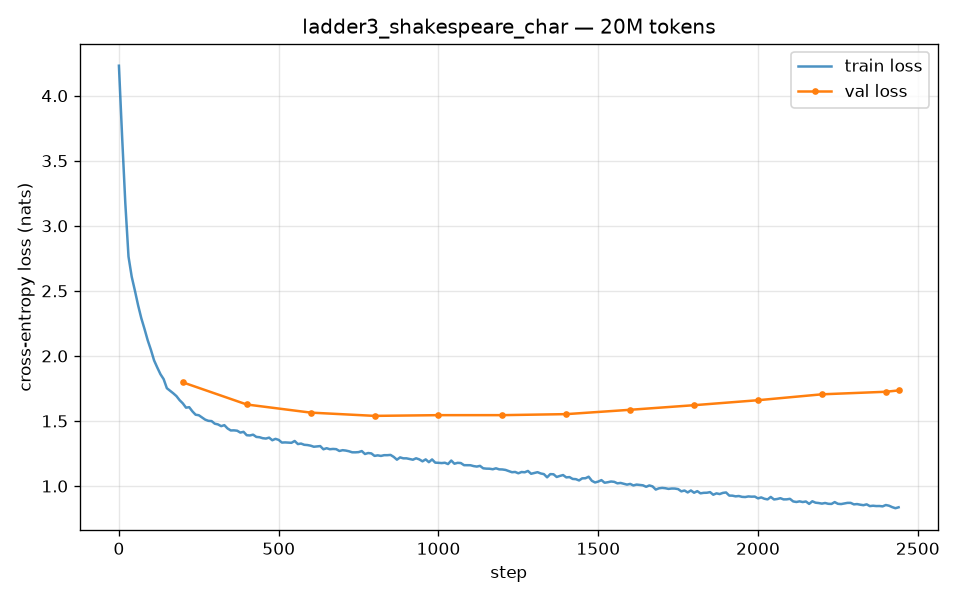 ladder3_shakespeare_char — 20M tokens
train loss
val loss
cross-entropy loss (nats)
4.0
3.5
3.0
2.5
2.0
1.5
1.0
0
500
1000
1500
2000
2500
step